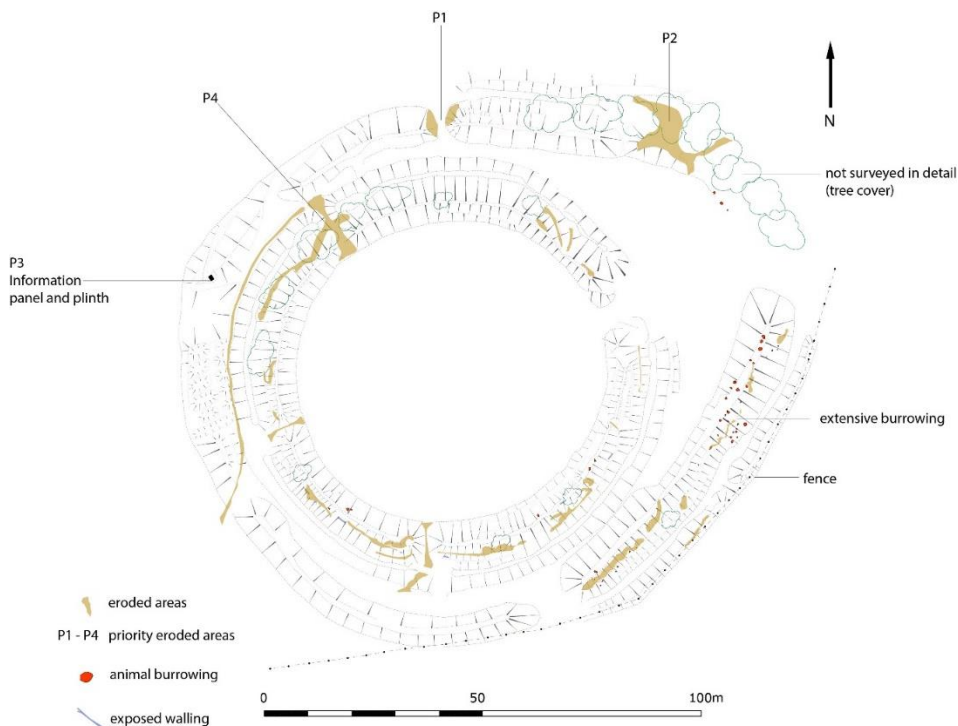 P1
P2
P4
N
not surveyed in detail
(tree cover)
P3
Information
panel and plinth
extensive burrowing
fence
eroded areas
P1 - P4 priority eroded areas
animal burrowing
exposed walling
0 50 100m